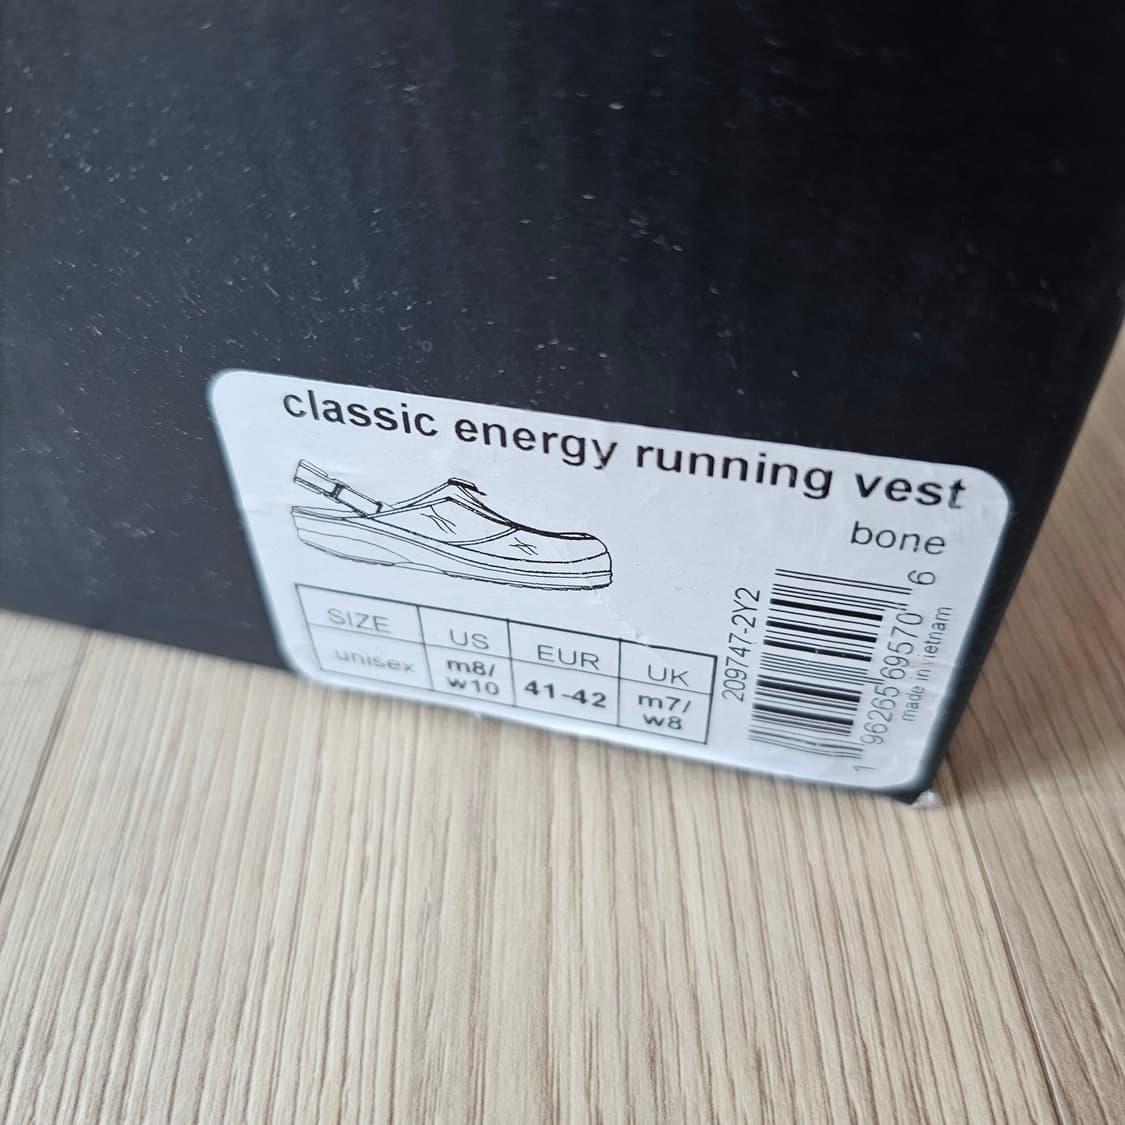 classic energy running vest
bone
SIZE US EUR UK
unisex m8/w10 41-42 m7/w8
209747-2Y2
1 96265 69570 6
made in vietnam